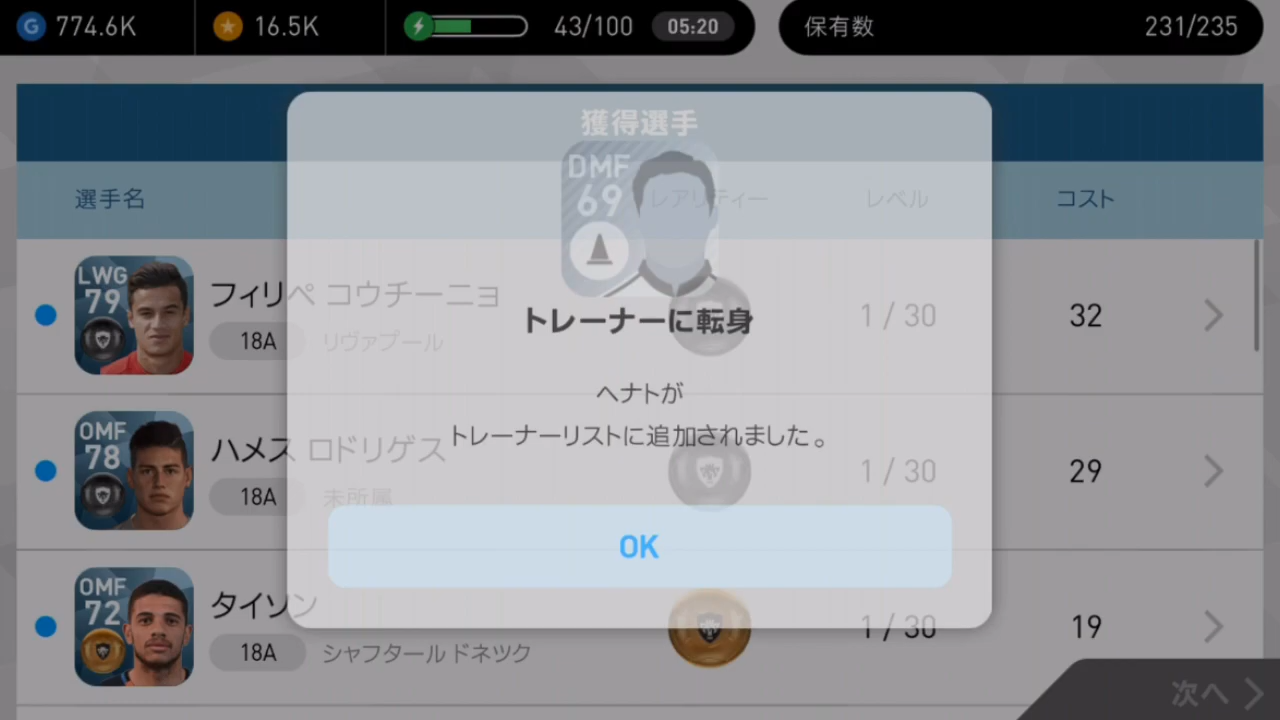 G 774.6K
16.5K
43/100
05:20
保有数
231/235
獲得選手
選手名
レアリティー
レベル
コスト
DMF
69
LWG
79
フィリペ コウチーニョ
18A
リヴァプール
1 / 30
32
トレーナーに転身
ヘナトが
トレーナーリストに追加されました。
OMF
78
ハメス ロドリゲス
18A
未所属
1 / 30
29
OK
OMF
72
タイソン
18A
シャフタール ドネツク
1 / 30
19
次へ